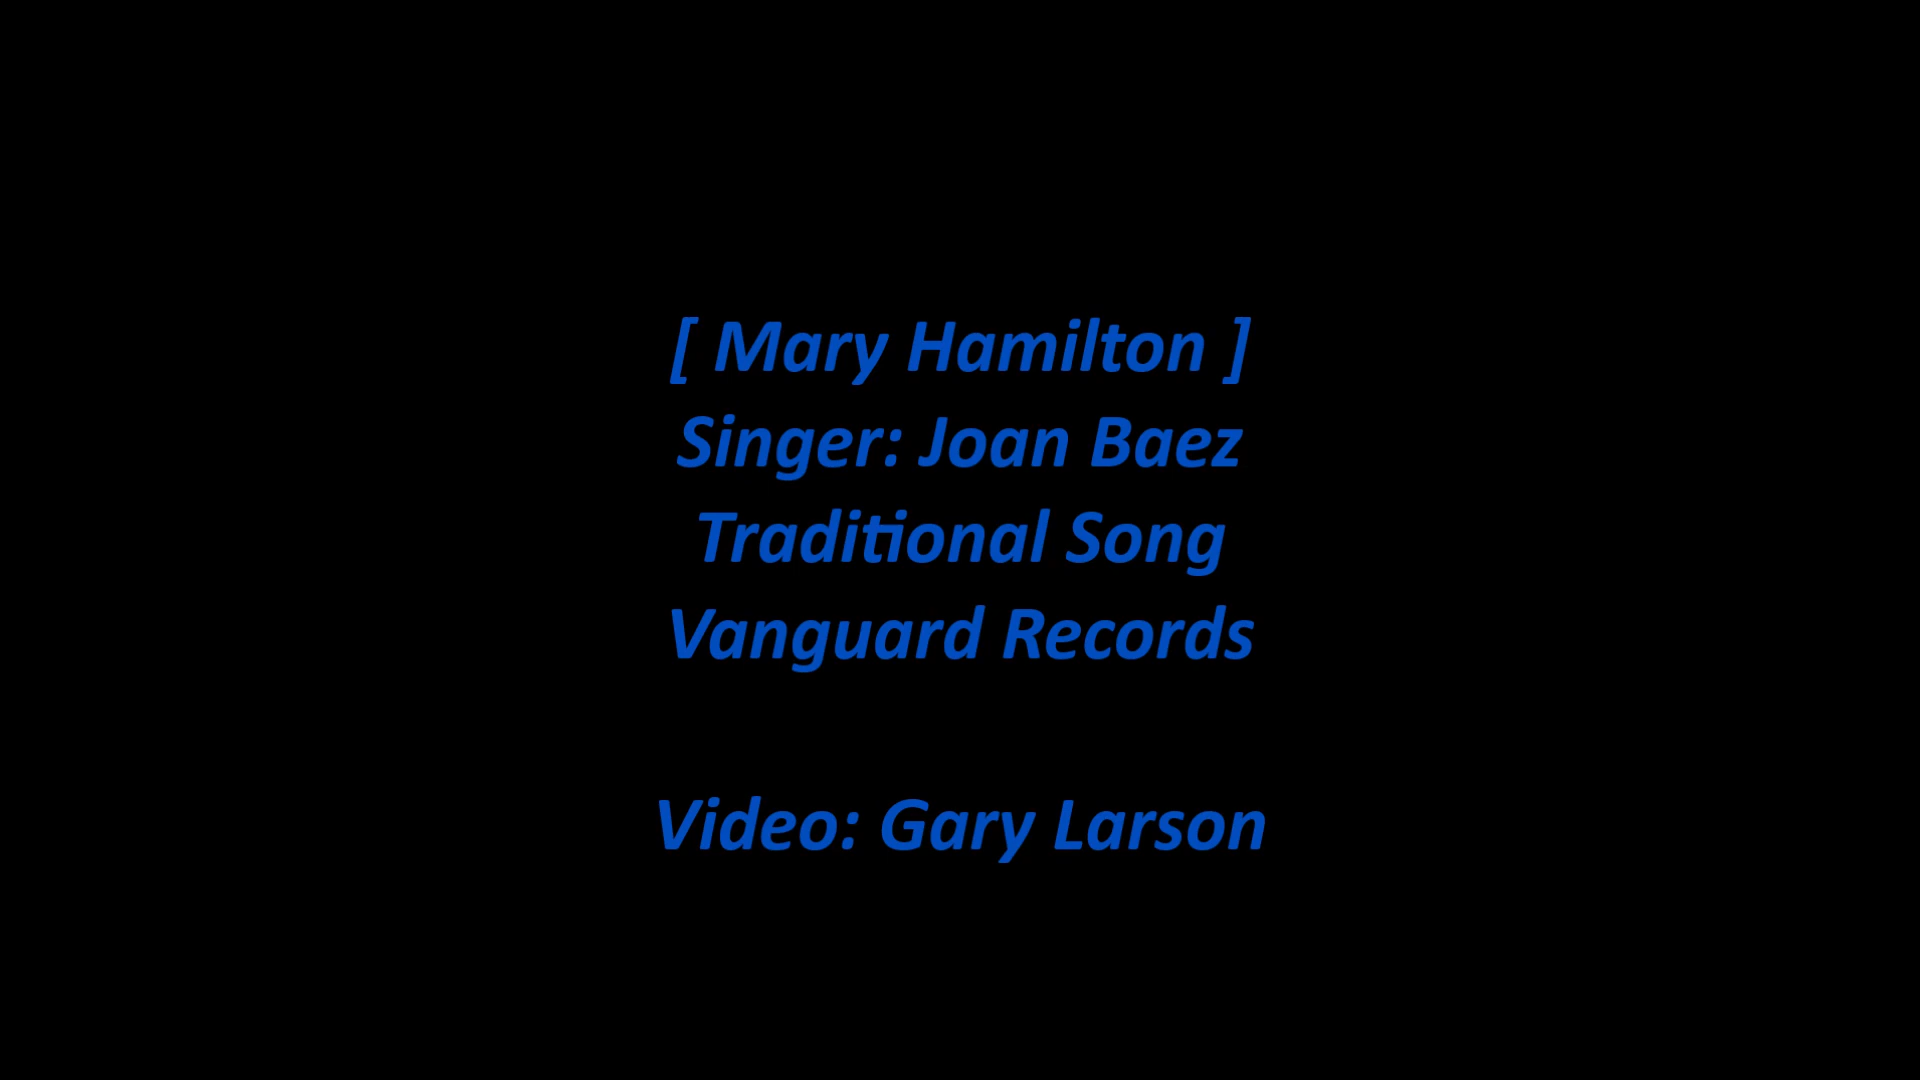 [ Mary Hamilton ]
Singer: Joan Baez
Traditional Song
Vanguard Records
Video: Gary Larson